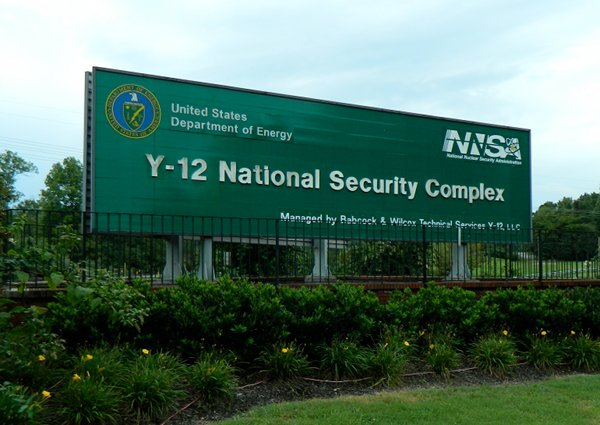 United States
Department of Energy
NNSA
National Nuclear Security Administration
Y-12 National Security Complex
Managed by Babcock & Wilcox Technical Services Y-12, LLC